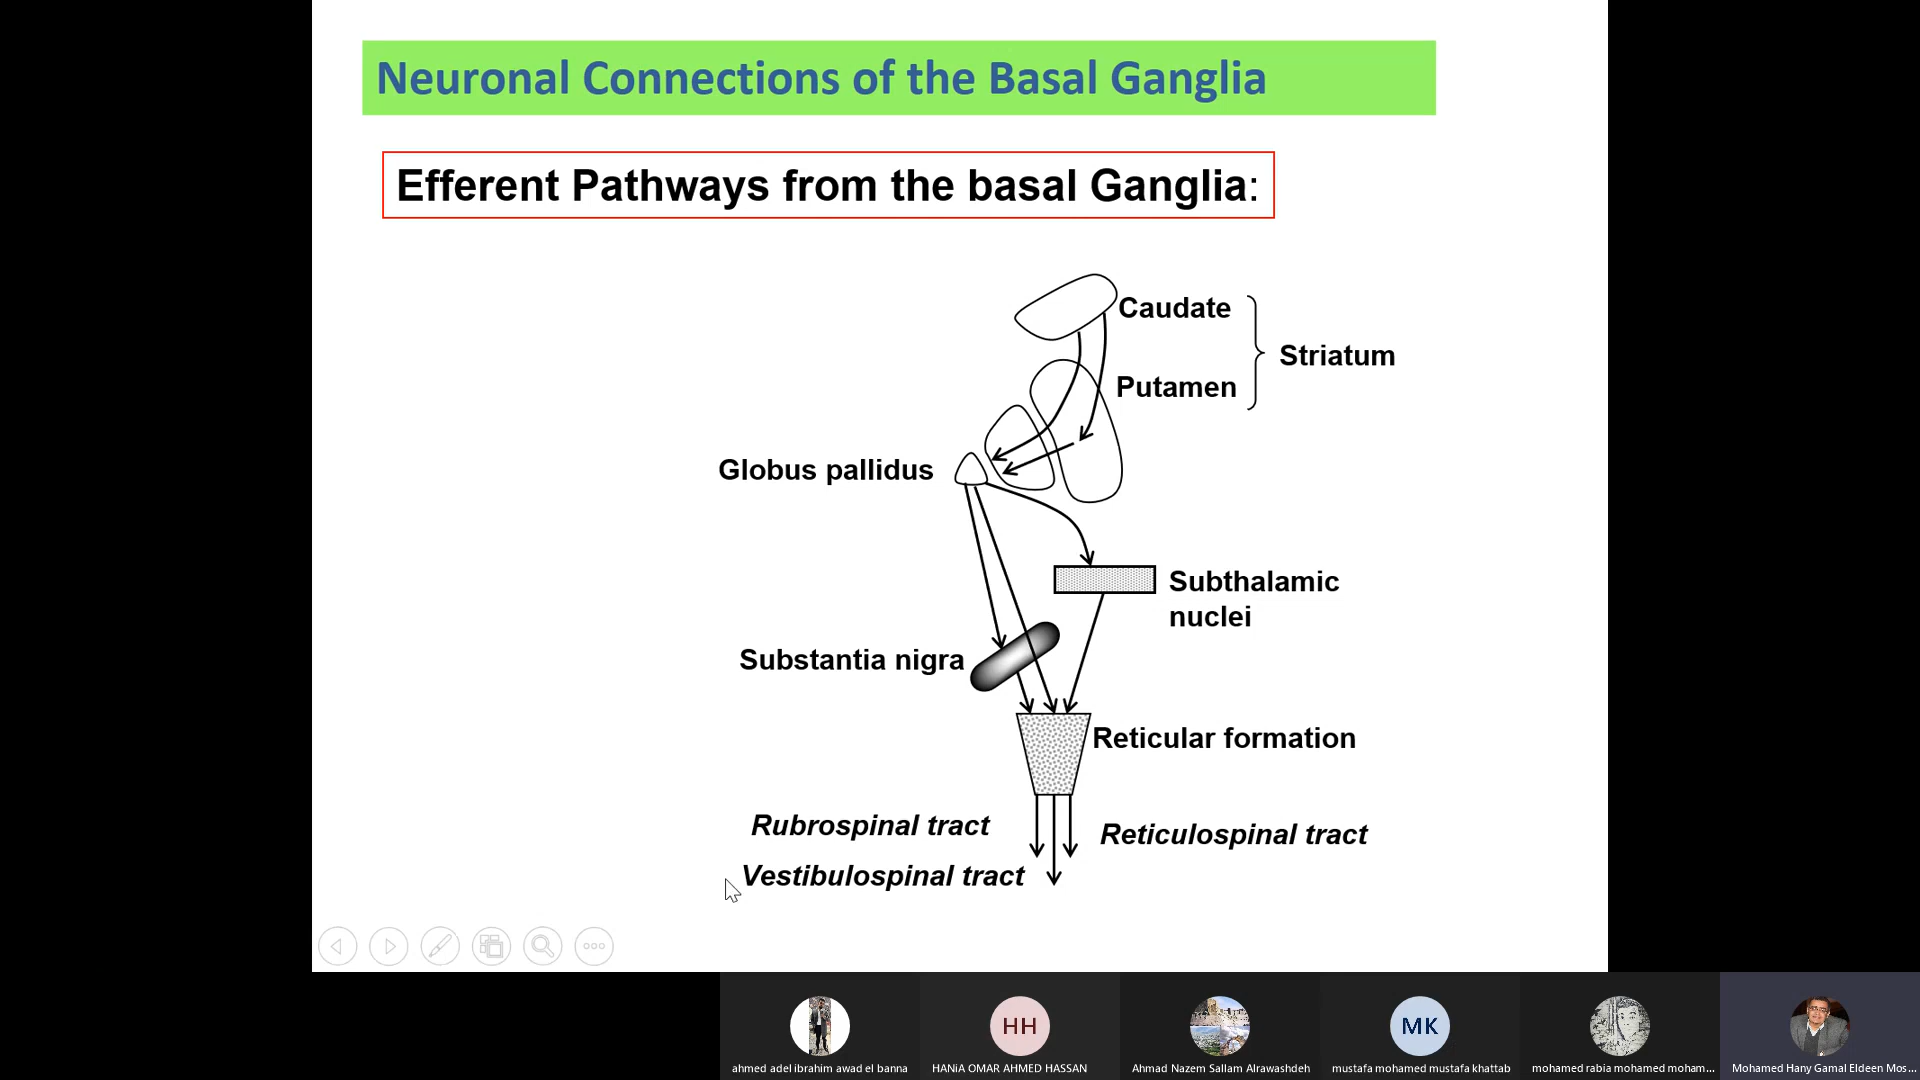 Neuronal Connections of the Basal Ganglia
Efferent Pathways from the basal Ganglia:
Caudate
Striatum
Putamen
Globus pallidus
Subthalamic
nuclei
Substantia nigra
Reticular formation
Rubrospinal tract
Reticulospinal tract
Vestibulospinal tract
HH
MK
ahmed adel ibrahim awad el banna
HANiA OMAR AHMED HASSAN
Ahmad Nazem Sallam Alrawashdeh
mustafa mohamed mustafa khattab
mohamed rabia mohamed moham...
Mohamed Hany Gamal Eldeen Mos...